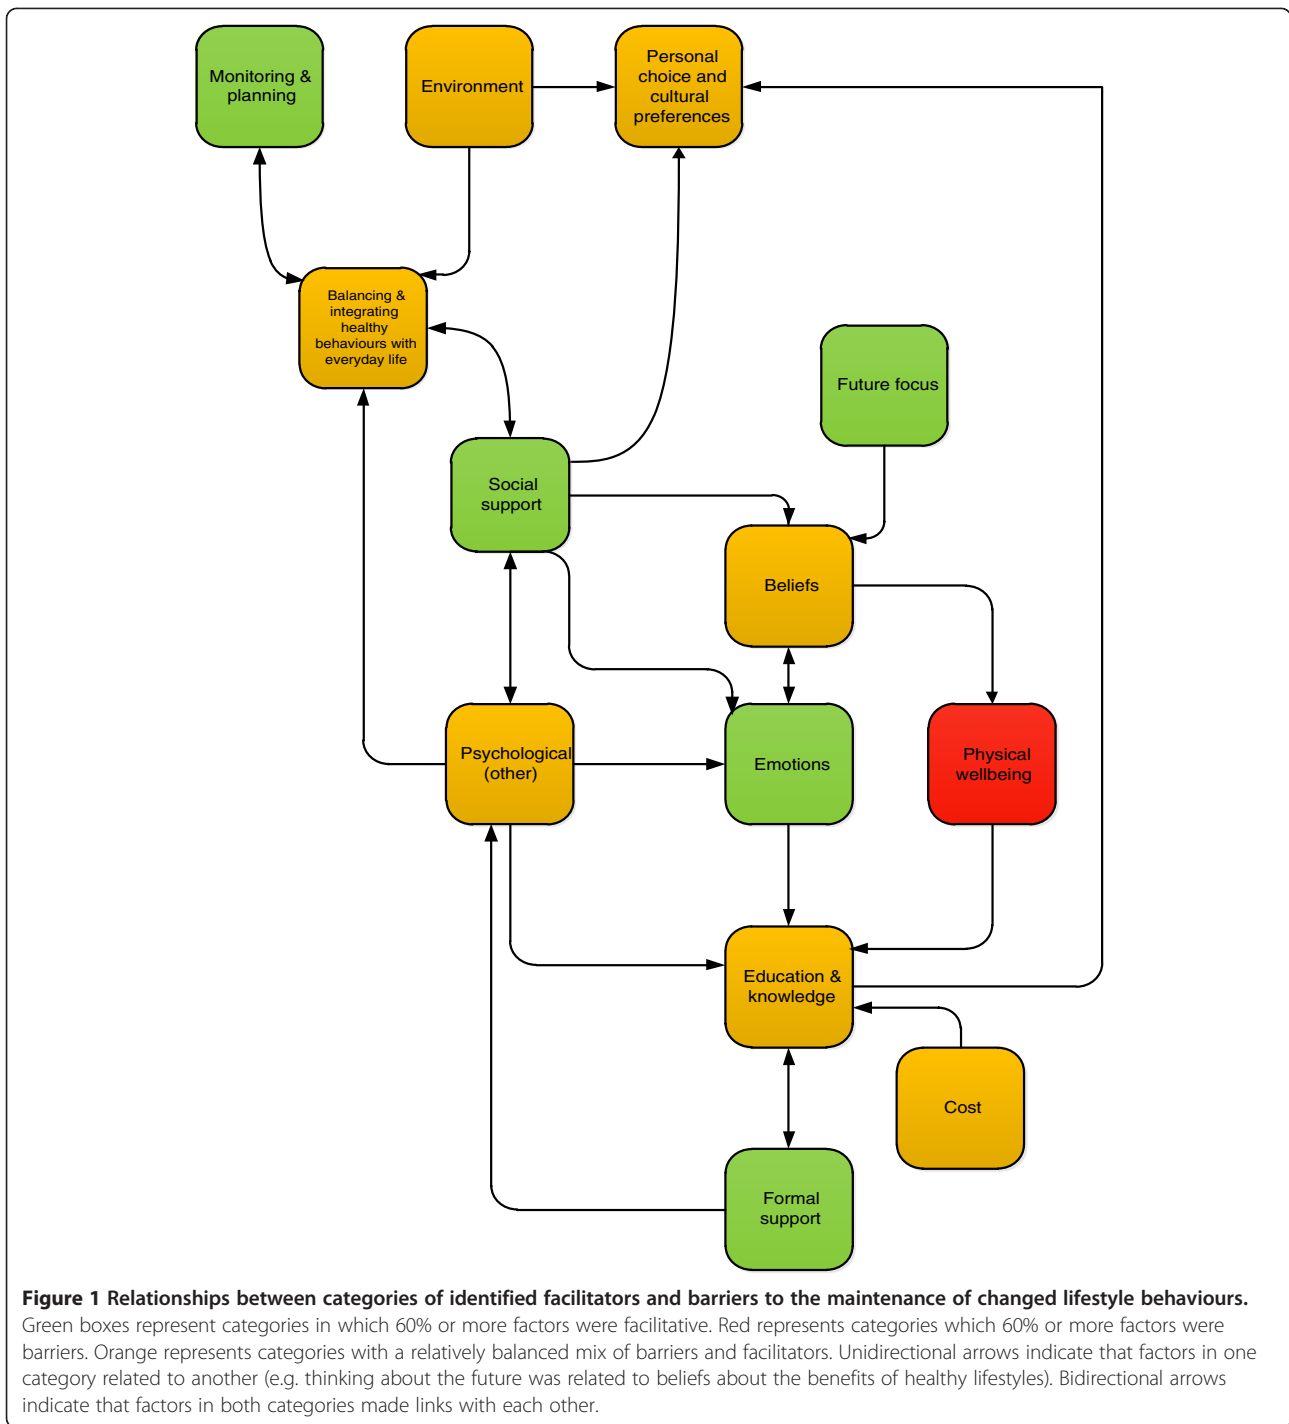 Monitoring &
planning
Environment
Personal
choice and
cultural
preferences
Balancing &
integrating
healthy
behaviours with
everyday life
Future focus
Social
support
Beliefs
Psychological
(other)
Emotions
Physical
wellbeing
Education &
knowledge
Cost
Formal
support
Figure 1 Relationships between categories of identified facilitators and barriers to the maintenance of changed lifestyle behaviours.
Green boxes represent categories in which 60% or more factors were facilitative. Red represents categories which 60% or more factors were
barriers. Orange represents categories with a relatively balanced mix of barriers and facilitators. Unidirectional arrows indicate that factors in one
category related to another (e.g. thinking about the future was related to beliefs about the benefits of healthy lifestyles). Bidirectional arrows
indicate that factors in both categories made links with each other.